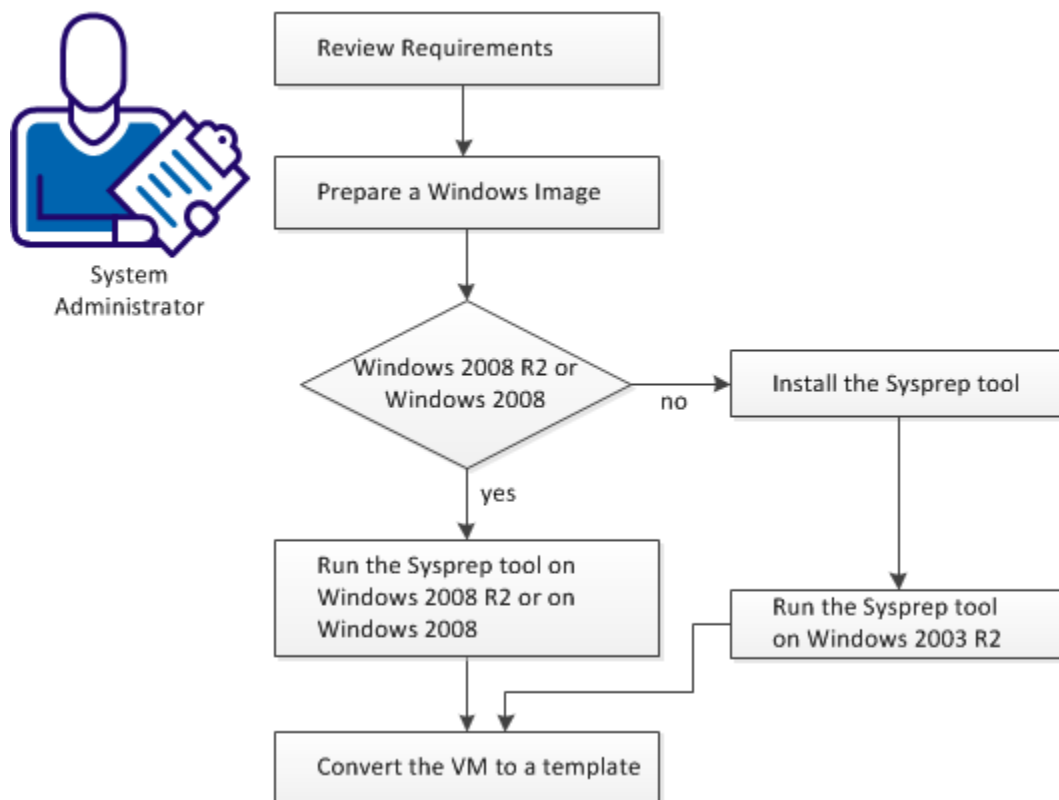 Review Requirements
Prepare a Windows Image
System
Administrator
Windows 2008 R2 or
Windows 2008
no
Install the Sysprep tool
yes
Run the Sysprep tool on
Windows 2008 R2 or on
Windows 2008
Run the Sysprep tool
on Windows 2003 R2
Convert the VM to a template